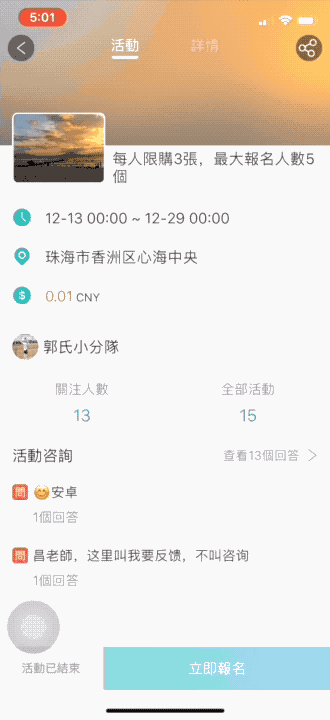 5:01
活動
詳情
每人限購3張，最大報名人數5
個
12-13 00:00 ~ 12-29 00:00
珠海市香洲区心海中央
0.01 CNY
郭氏小分隊
關注人數
全部活動
13
15
活動咨詢
查看13個回答
問 😊安卓
1個回答
問 昌老師，这里叫我要反馈，不叫咨询
1個回答
活動已結束
立即報名